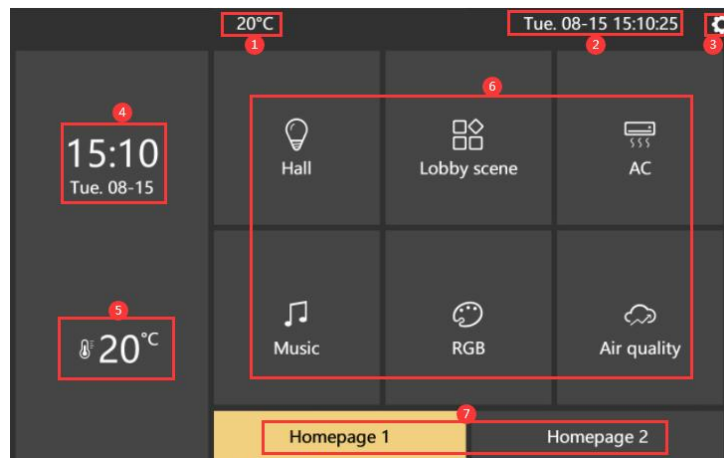 20°C
Tue. 08-15 15:10:25
1
2
3
4
15:10
Tue. 08-15
5
20°C
6
Hall
Lobby scene
AC
Music
RGB
Air quality
7
Homepage 1
Homepage 2